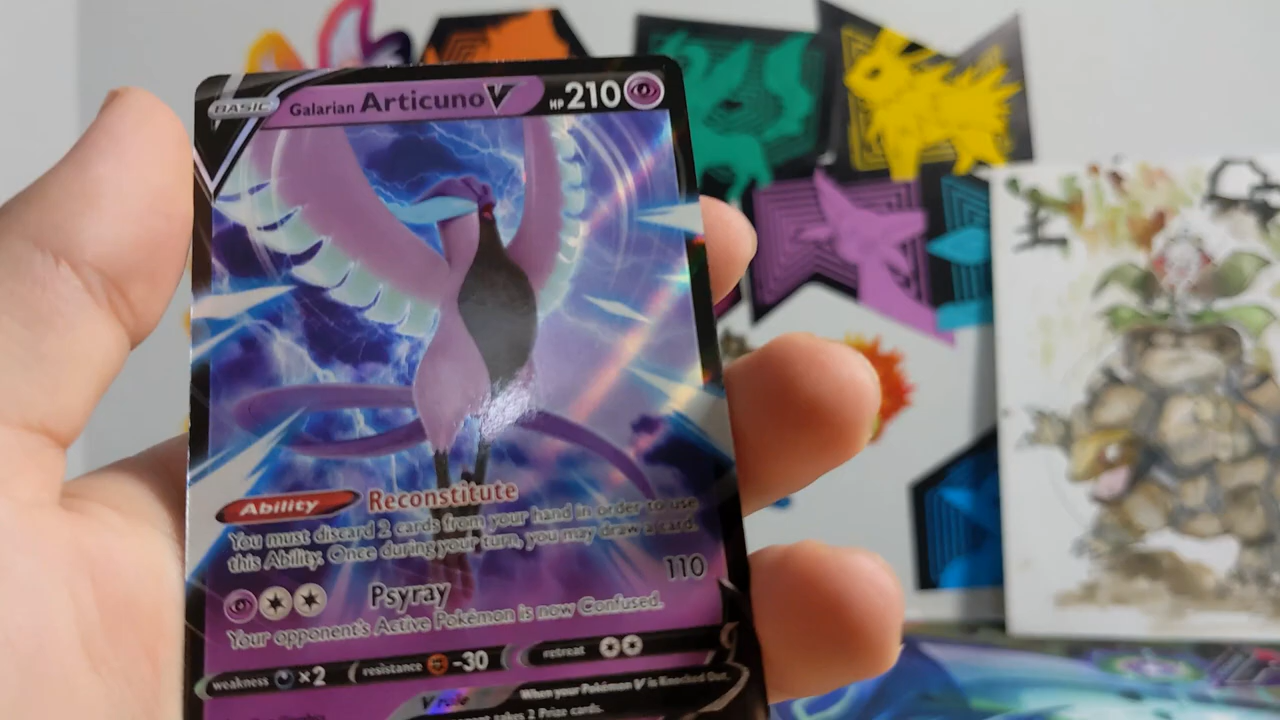 BASIC Galarian Articuno V HP 210
Ability Reconstitute
You must discard 2 cards from your hand in order to use
this Ability. Once during your turn, you may draw a card.
Psyray 110
Your opponent's Active Pokémon is now Confused.
weakness ×2 resistance -30 retreat
V rule When your Pokémon V is Knocked Out,
takes 2 Prize cards.